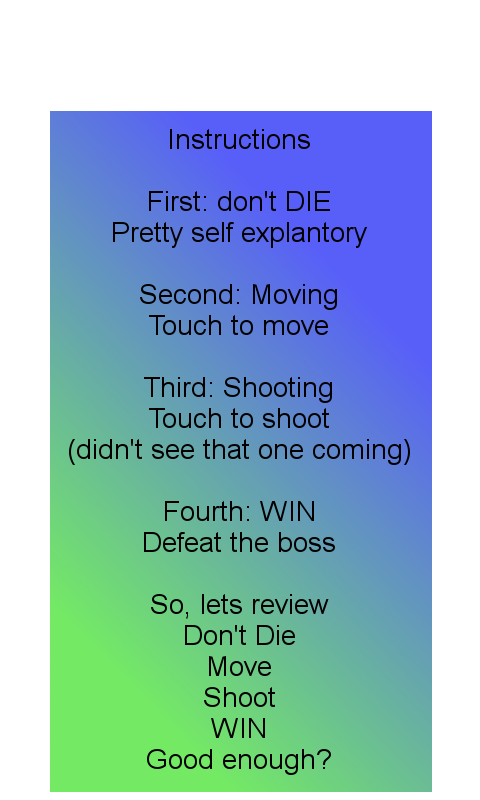 Instructions
First: don't DIE
Pretty self explantory
Second: Moving
Touch to move
Third: Shooting
Touch to shoot
(didn't see that one coming)
Fourth: WIN
Defeat the boss
So, lets review
Don't Die
Move
Shoot
WIN
Good enough?